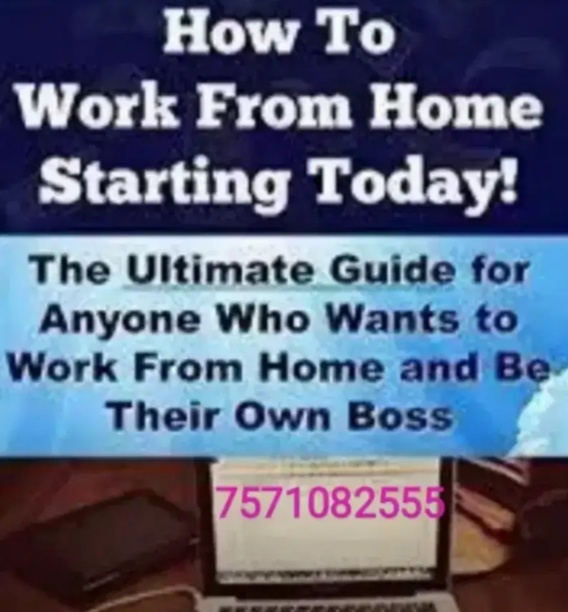 How To
Work From Home
Starting Today!
The Ultimate Guide for
Anyone Who Wants to
Work From Home and Be
Their Own Boss
7571082555